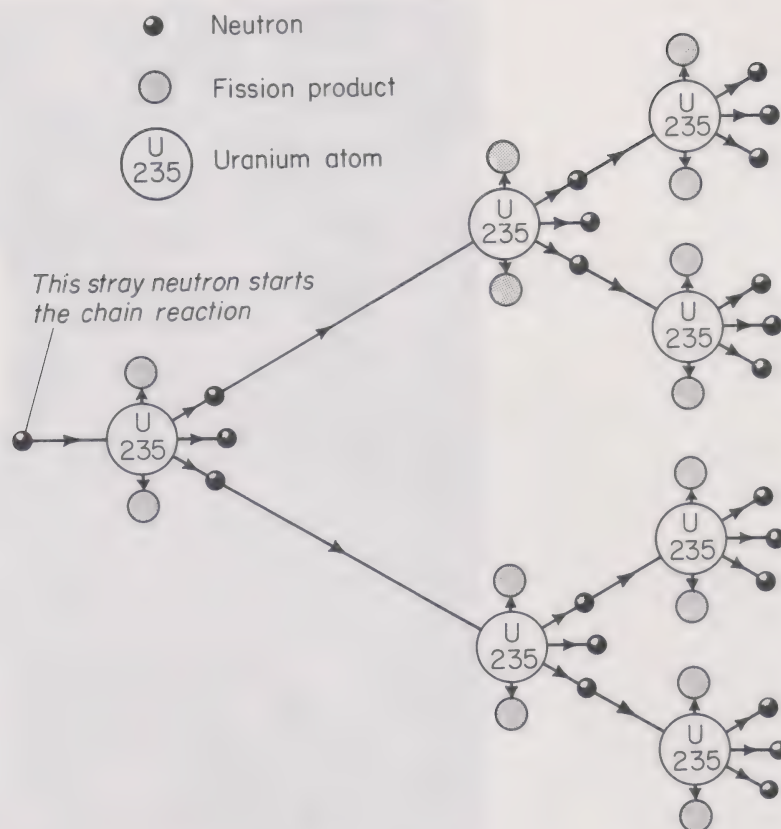 Neutron
Fission product
U
235
Uranium atom
This stray neutron starts
the chain reaction
U
235
U
235
U
235
U
235
U
235
U
235
U
235